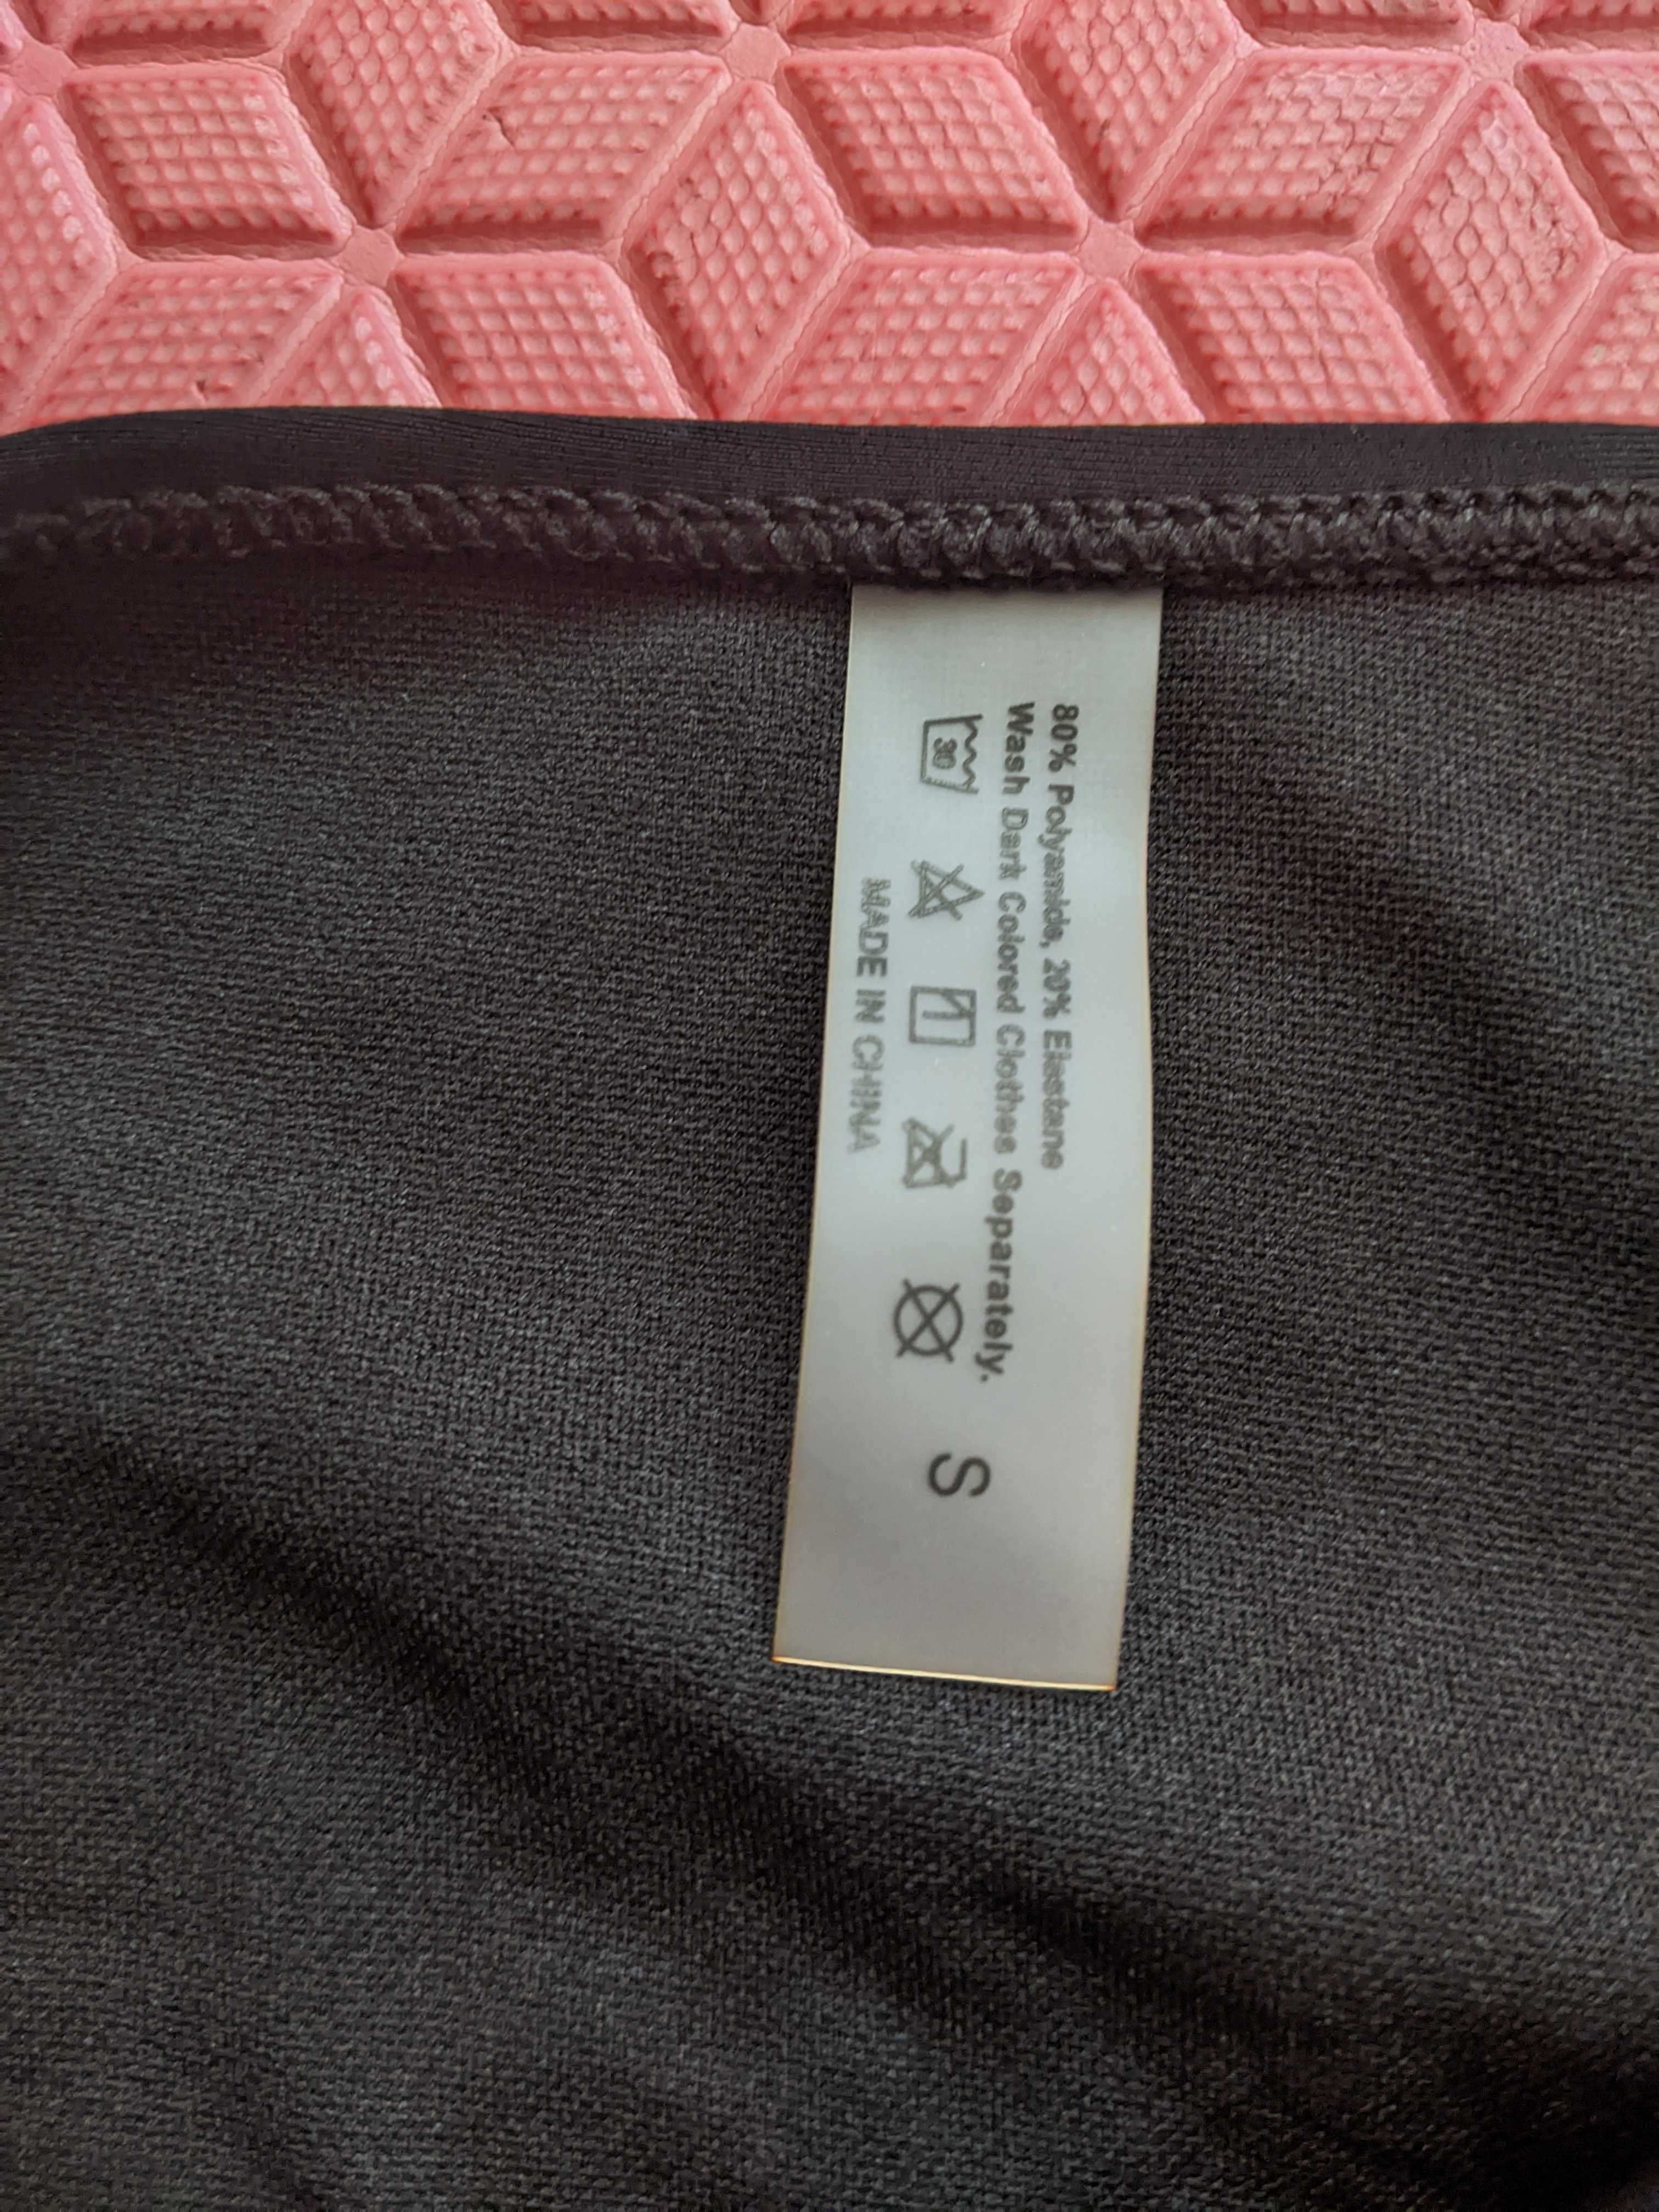 80% Polyamide, 20% Elastane
Wash Dark Colored Clothes Separately.
30
S
MADE IN CHINA